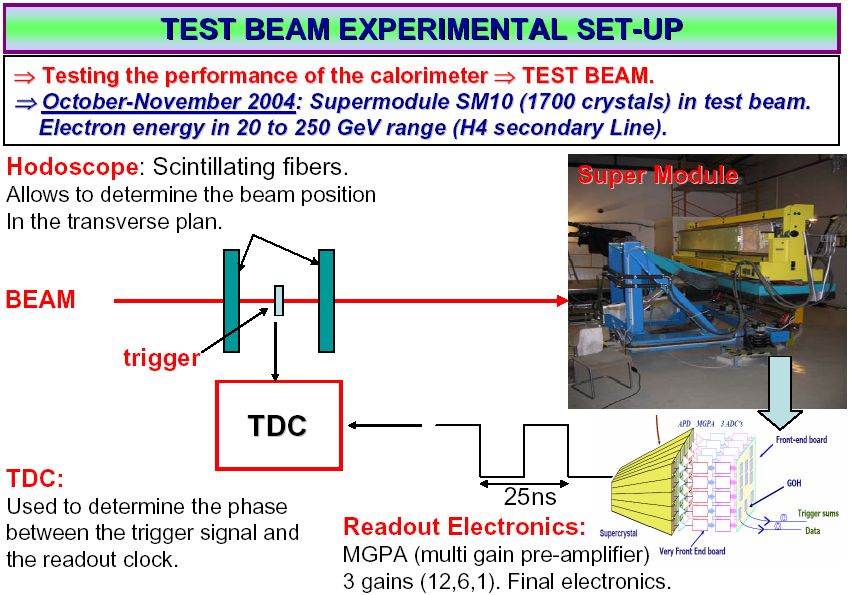 TEST BEAM EXPERIMENTAL SET-UP
⇒ Testing the performance of the calorimeter ⇒ TEST BEAM.
⇒ October-November 2004: Supermodule SM10 (1700 crystals) in test beam.
Electron energy in 20 to 250 GeV range (H4 secondary Line).
Hodoscope: Scintillating fibers.
Allows to determine the beam position
In the transverse plan.
Super Module
BEAM
trigger
TDC
25ns
APD MGPA 3 ADC's
Front-end board
GOH
Trigger sums
Data
Supercrystal
Very Front End board
TDC:
Used to determine the phase
between the trigger signal and
the readout clock.
Readout Electronics:
MGPA (multi gain pre-amplifier)
3 gains (12,6,1). Final electronics.